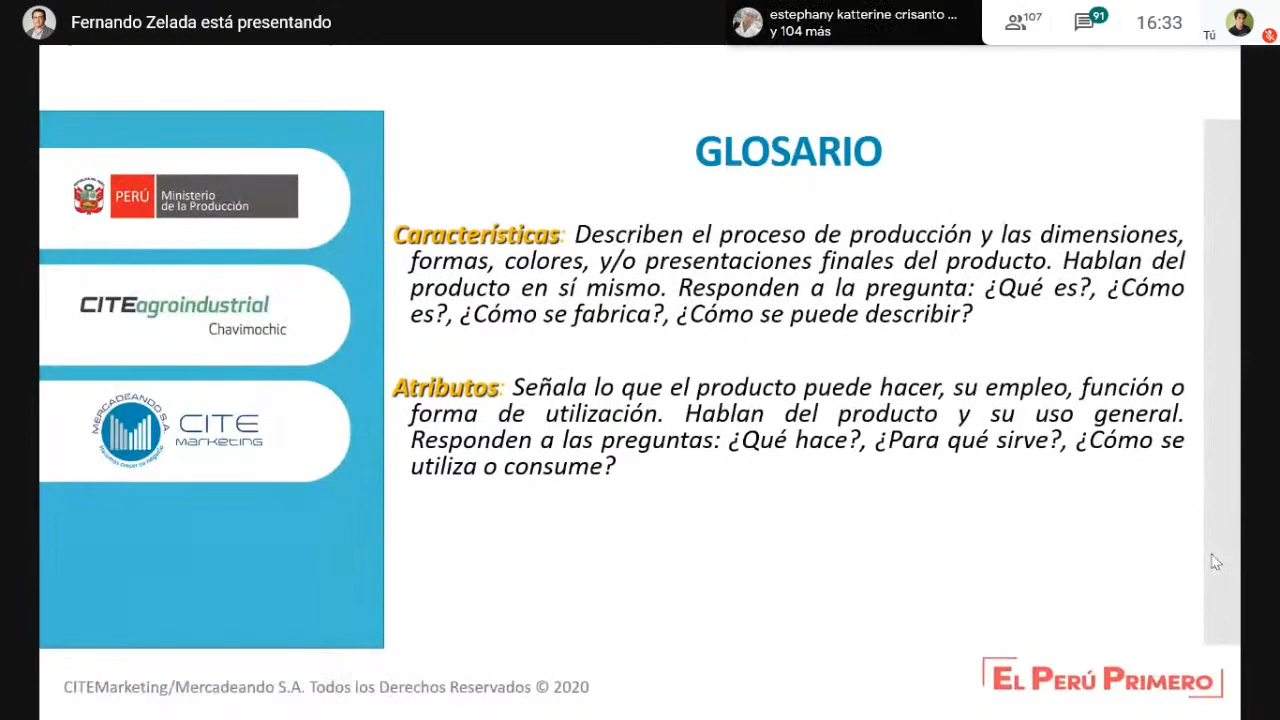 Fernando Zelada está presentando
estephany katterine crisanto ...
y 104 más
107
91
16:33
Tú
GLOSARIO
PERÚ
Ministerio
de la Producción
CITEagroindustrial
Chavimochic
MERCADEANDO S.A.
CITE
marketing
Características: Describen el proceso de producción y las dimensiones,
formas, colores, y/o presentaciones finales del producto. Hablan del
producto en sí mismo. Responden a la pregunta: ¿Qué es?, ¿Cómo
es?, ¿Cómo se fabrica?, ¿Cómo se puede describir?
Atributos: Señala lo que el producto puede hacer, su empleo, función o
forma de utilización. Hablan del producto y su uso general.
Responden a las preguntas: ¿Qué hace?, ¿Para qué sirve?, ¿Cómo se
utiliza o consume?
CITEMarketing/Mercadeando S.A. Todos los Derechos Reservados © 2020
EL PERÚ PRIMERO